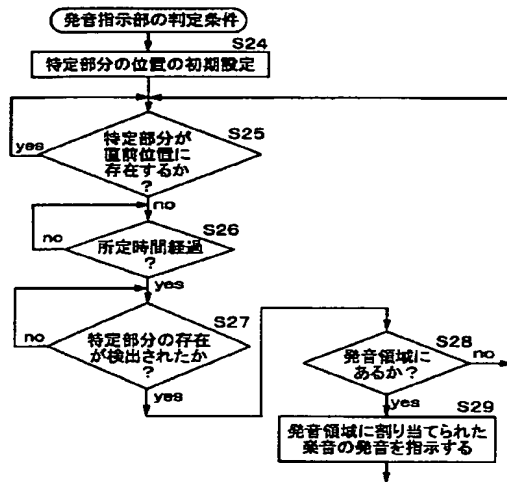 発音指示部の判定条件
S24
特定部分の位置の初期設定
S25
特定部分が
直前位置に
存在するか
?
yes
no
S26
所定時間経過
?
no
yes
S27
特定部分の存在
が検出されたか
?
no
yes
S28
発音領域に
あるか?
no
yes
S29
発音領域に割り当てられた
楽音の発音を指示する